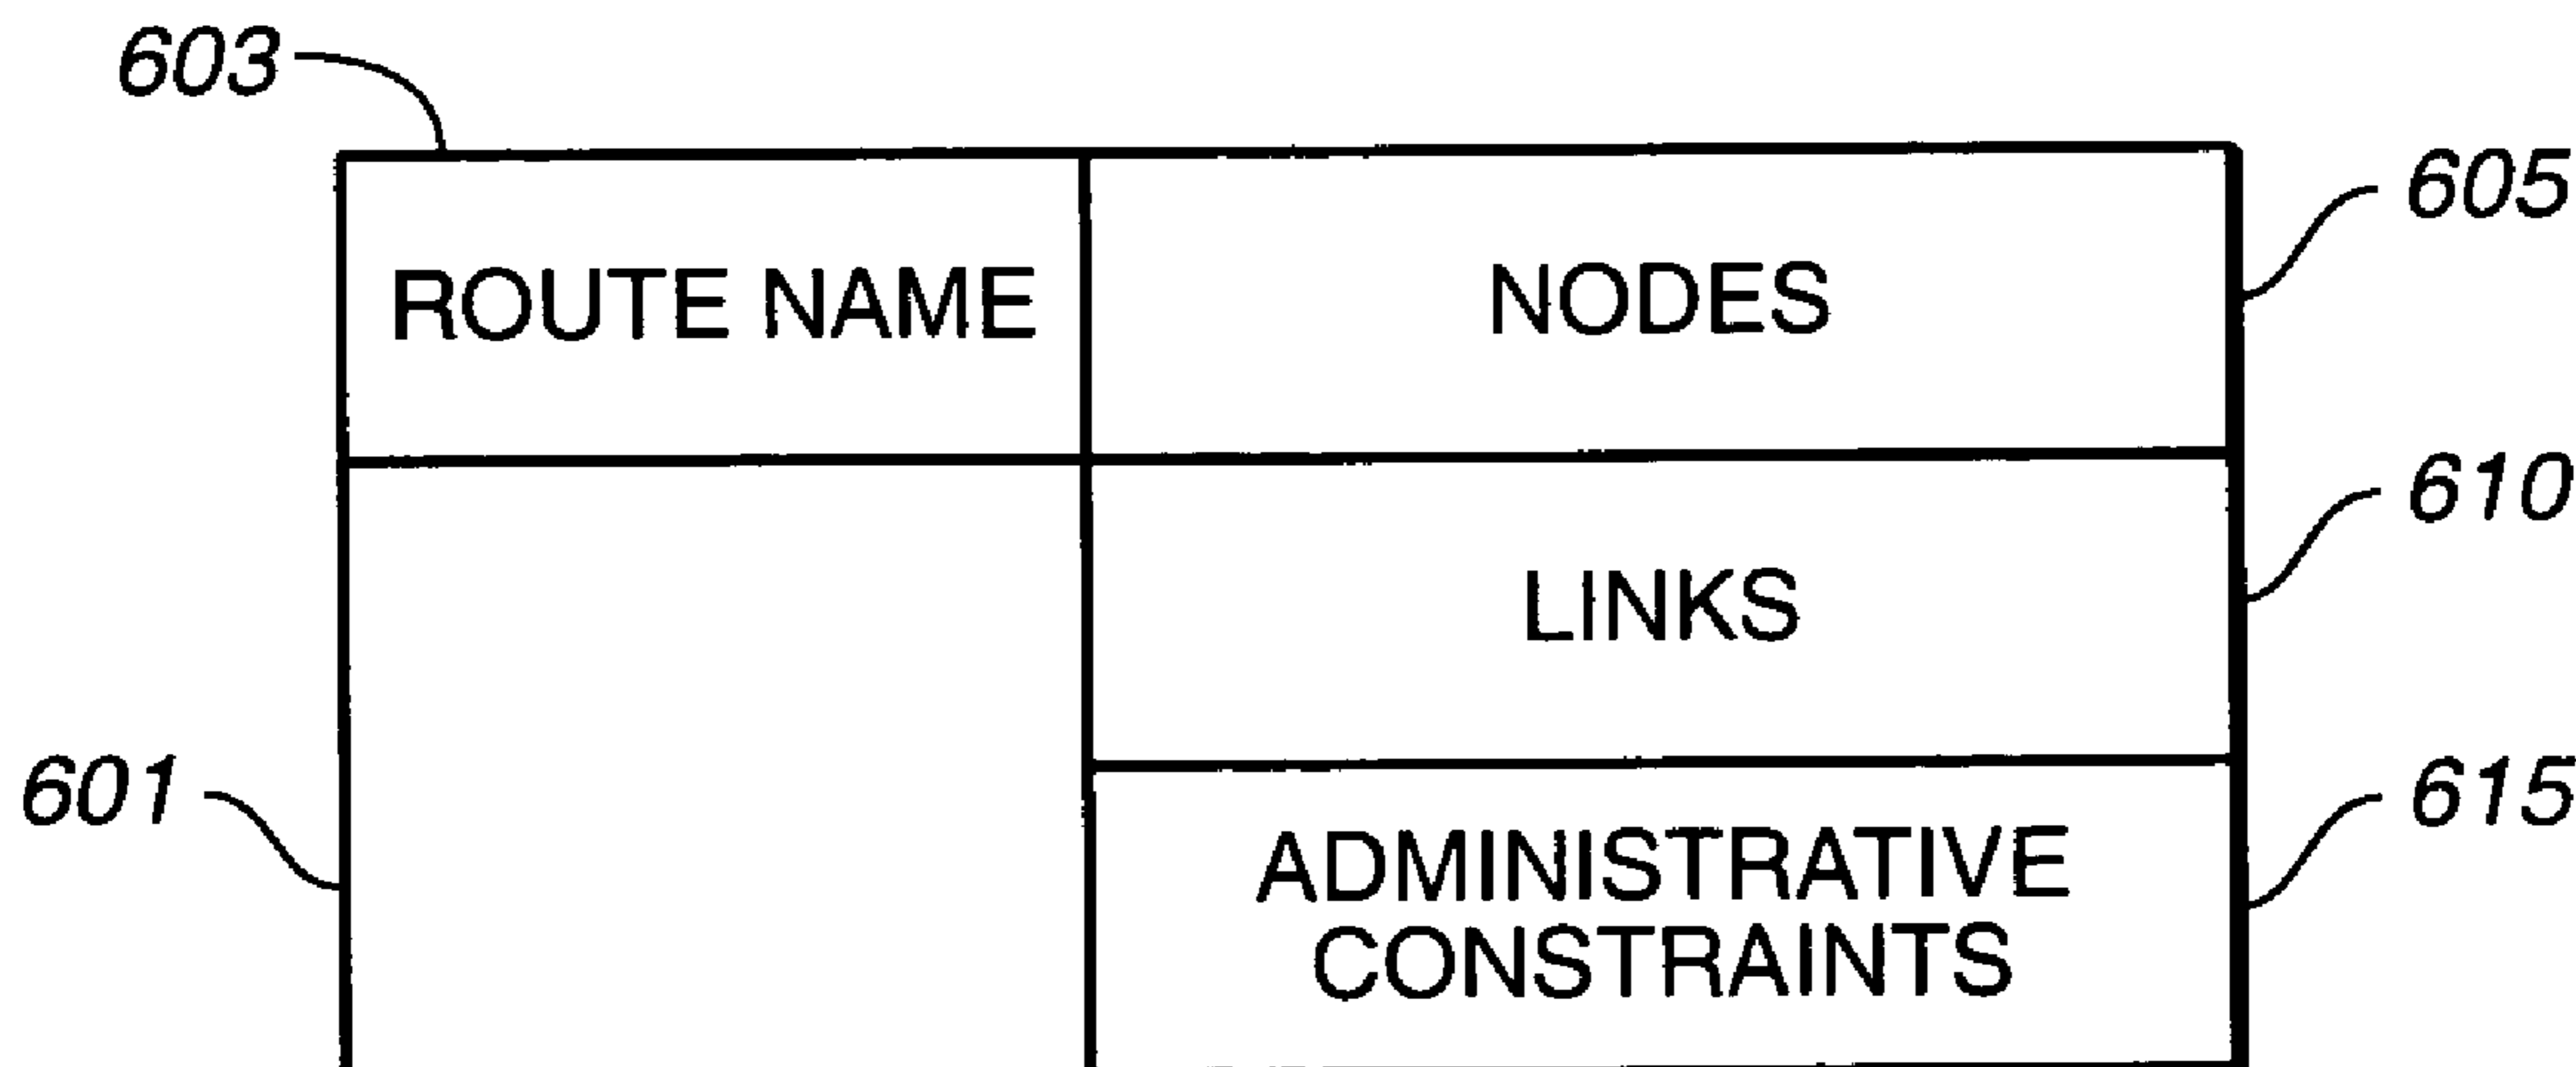 603
605
ROUTE NAME
NODES
610
LINKS
601
615
ADMINISTRATIVE
CONSTRAINTS